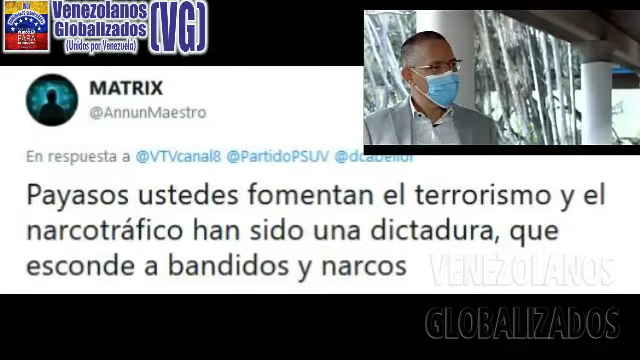 Venezolanos
Globalizados
(Unidos por Venezuela)
(VG)
MATRIX
@AnnunMaestro
En respuesta a @VTVcanal8 @PartidoPSUV @dcabellor
Payasos ustedes fomentan el terrorismo y el
narcotráfico han sido una dictadura, que
esconde a bandidos y narcos
VENEZOLANOS
GLOBALIZADOS